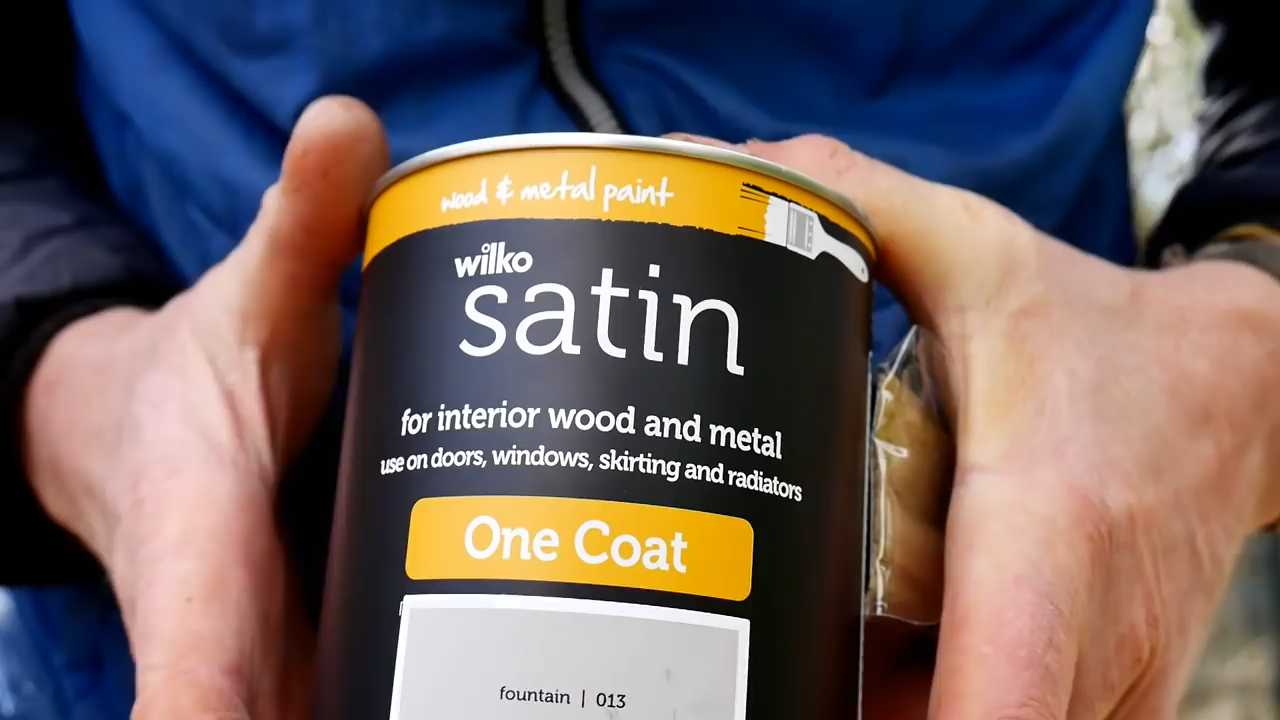 wood & metal paint
wilko
satin
for interior wood and metal
use on doors, windows, skirting and radiators
One Coat
fountain | 013